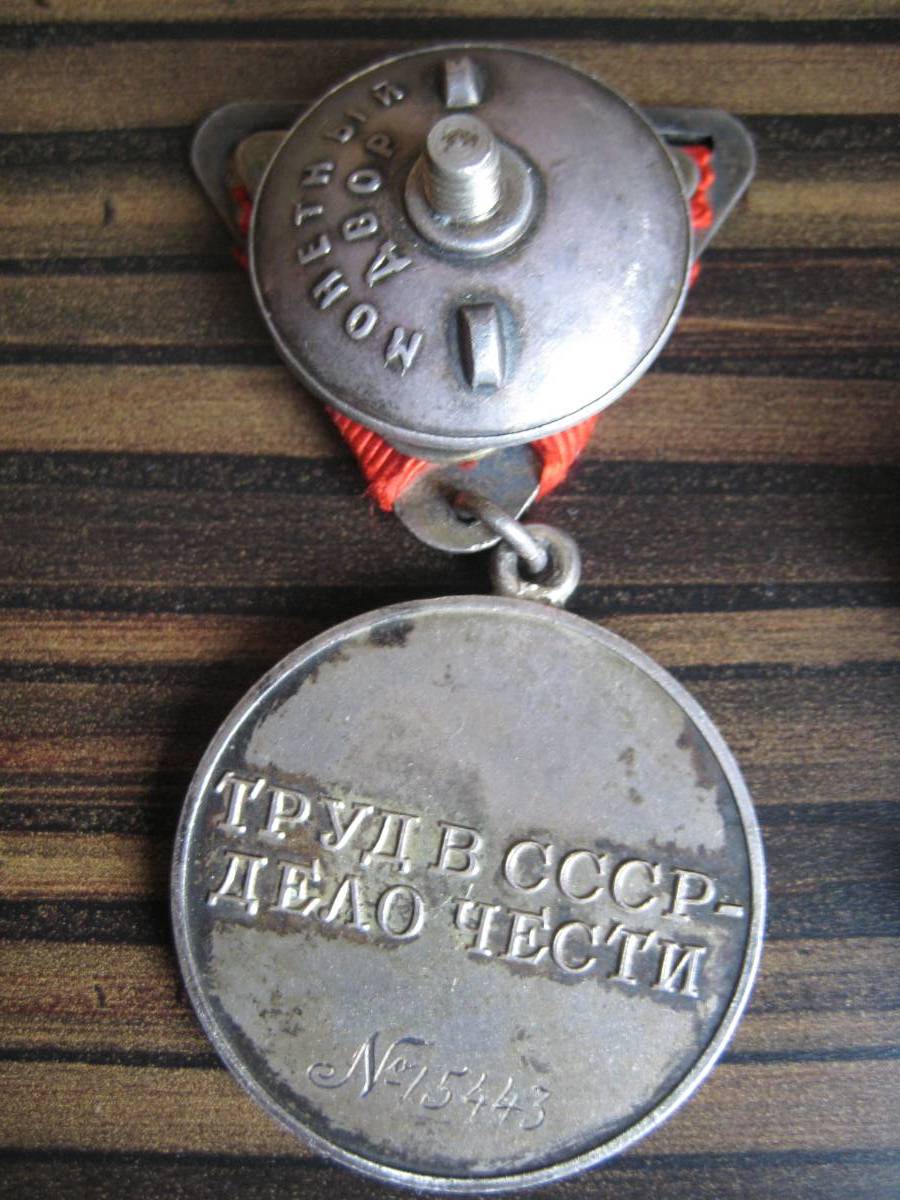 МОНЕТНЫЙ
ДВОР
ТРУД В СССР-
ДЕЛО ЧЕСТИ
№15443